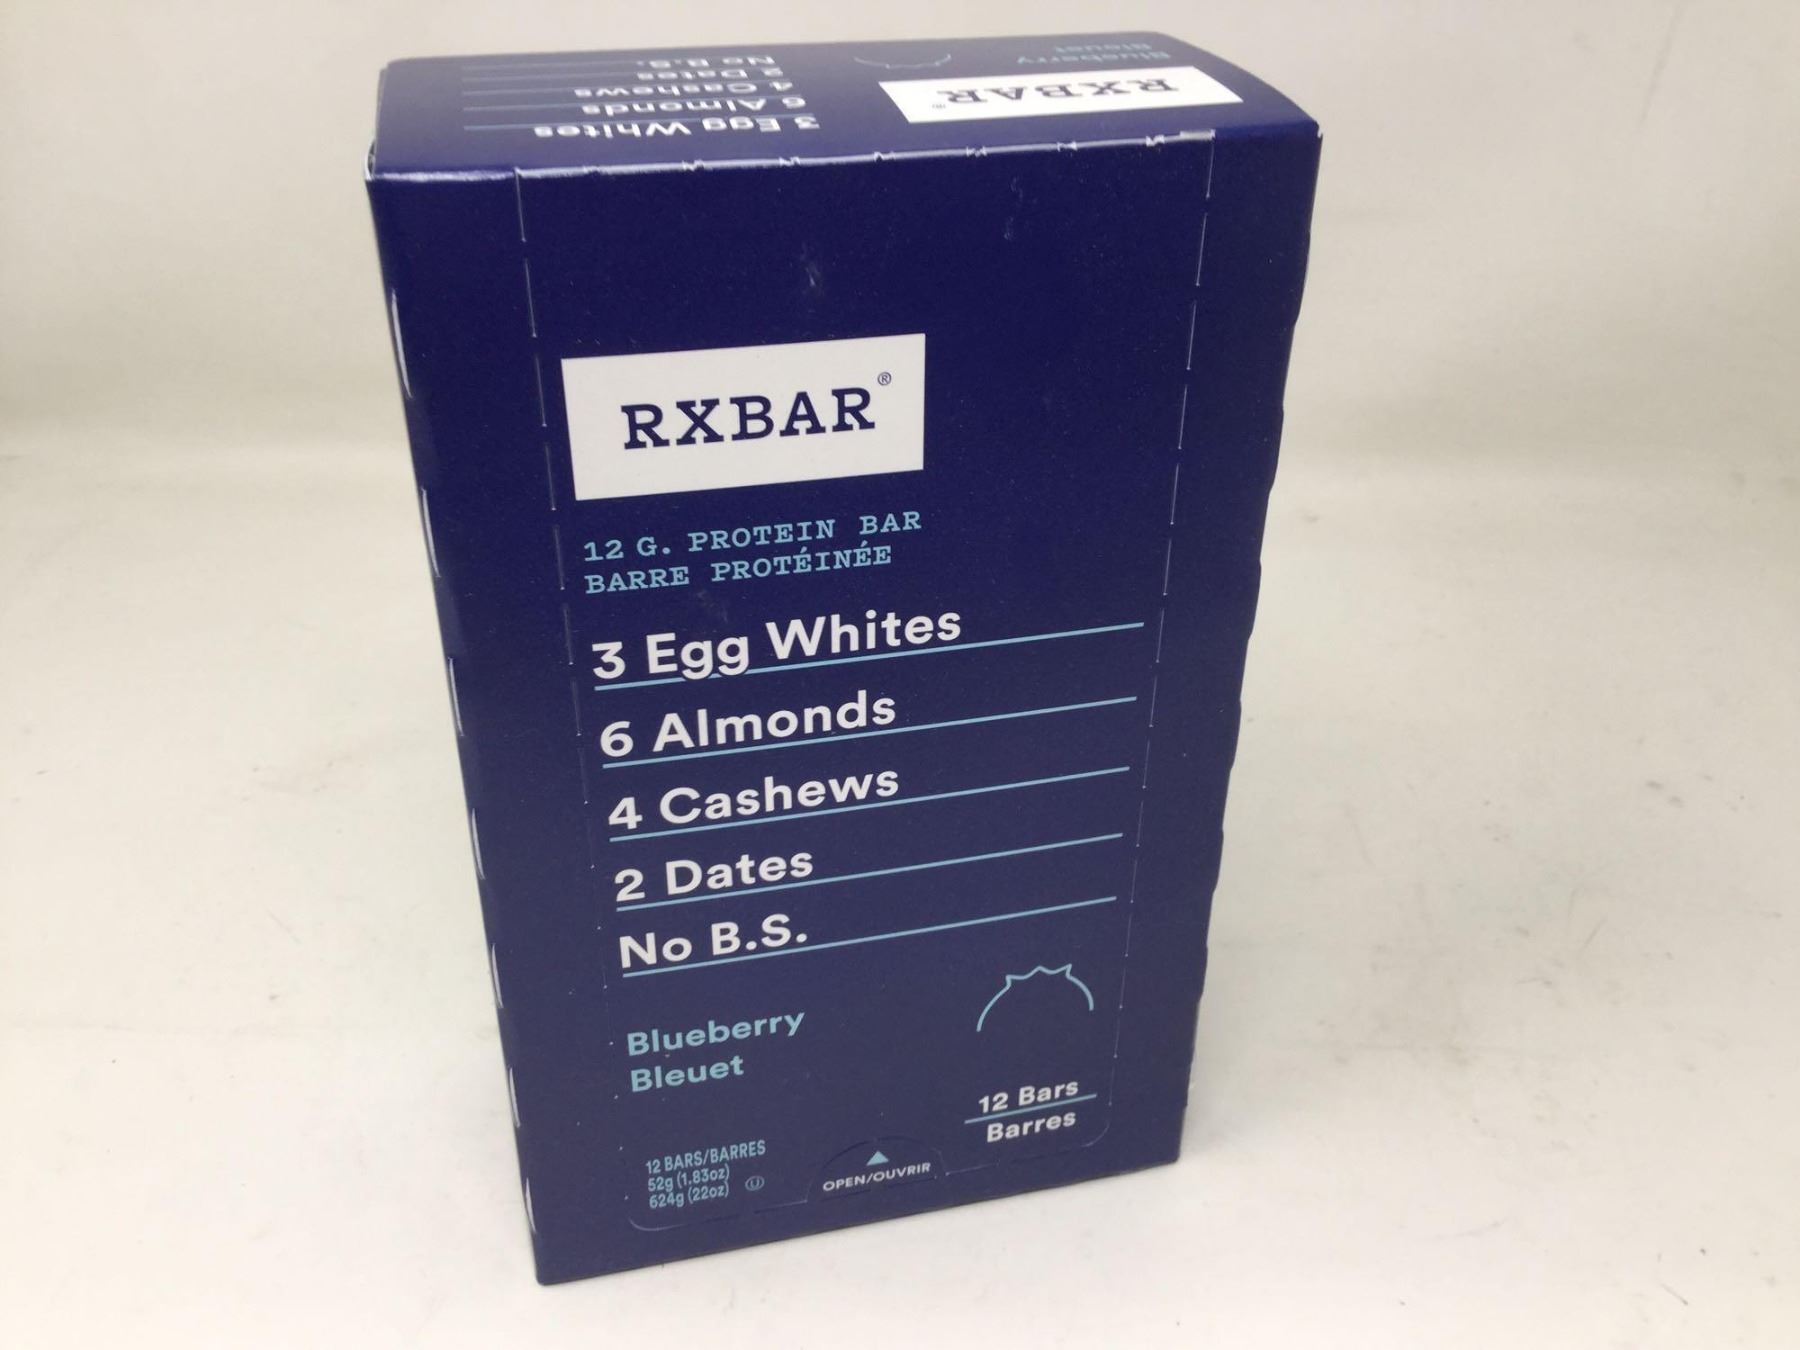 Blueberry
Bleuet
RXBAR®
3 Egg Whites
6 Almonds
4 Cashews
2 Dates
No B.S.
RXBAR®
12 G. PROTEIN BAR
BARRE PROTÉINÉE
3 Egg Whites
6 Almonds
4 Cashews
2 Dates
No B.S.
Blueberry
Bleuet
12 Bars
Barres
12 BARS/BARRES
52g (1.83oz)
624g (22oz) U
OPEN/OUVRIR